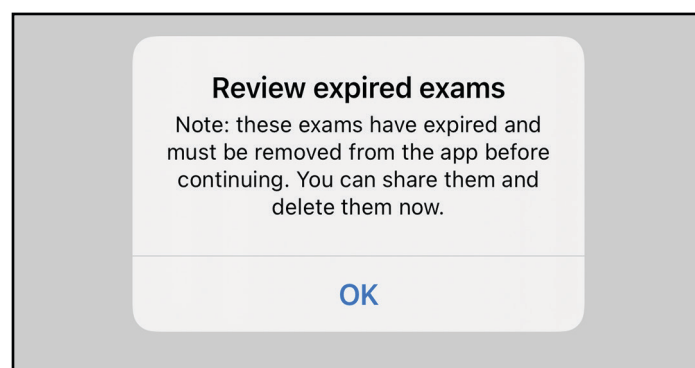 Review expired exams
Note: these exams have expired and
must be removed from the app before
continuing. You can share them and
delete them now.
OK